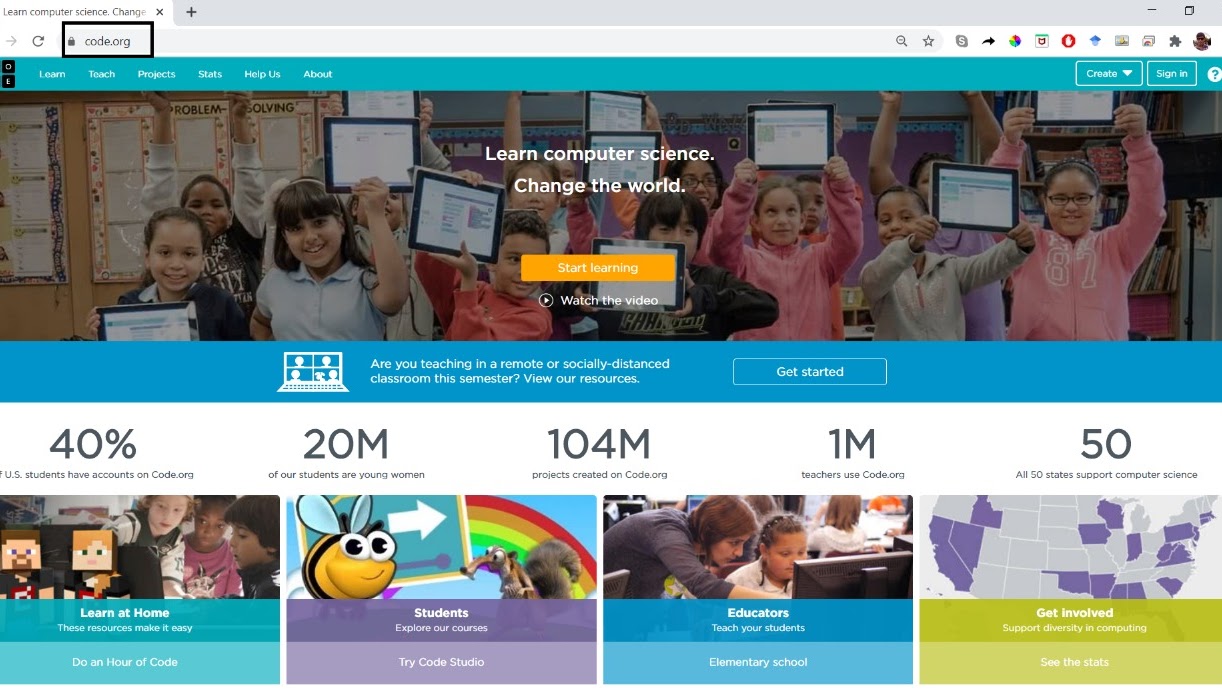 Learn computer science. Change
code.org
O
E
Learn Teach Projects Stats Help Us About
Create Sign in ?
PROBLEM-SOLVING
Learn computer science.
Change the world.
Start learning
Watch the video
Are you teaching in a remote or socially-distanced
classroom this semester? View our resources.
Get started
40% 20M 104M 1M 50
U.S. students have accounts on Code.org of our students are young women projects created on Code.org teachers use Code.org All 50 states support computer science
Learn at Home Students Educators Get involved
These resources make it easy Explore our courses Teach your students Support diversity in computing
Do an Hour of Code Try Code Studio Elementary school See the stats